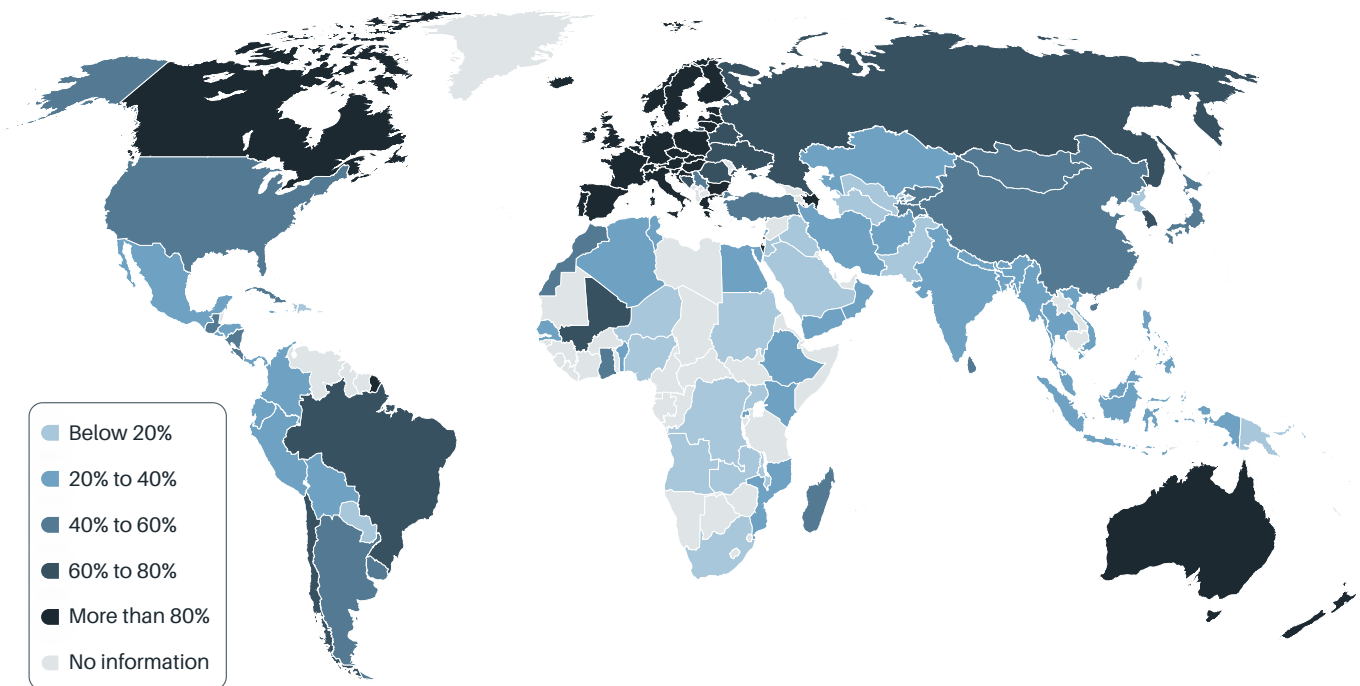 Below 20%
20% to 40%
40% to 60%
60% to 80%
More than 80%
No information